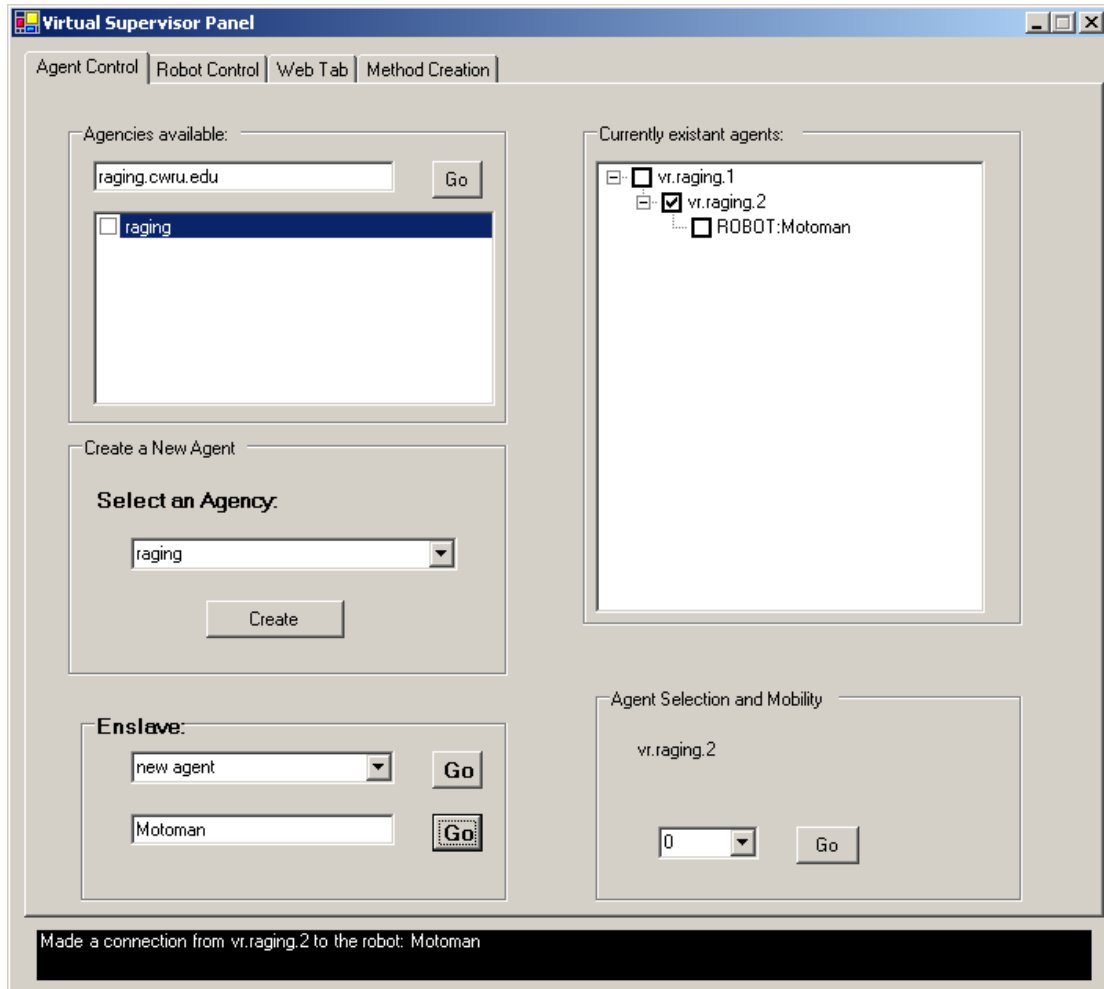 Virtual Supervisor Panel
Agent Control
Robot Control
Web Tab
Method Creation
Agencies available:
raging.cwru.edu
Go
raging
Create a New Agent
Select an Agency:
raging
Create
Enslave:
new agent
Go
Motoman
Go
Currently existant agents:
vr.raging.1
vr.raging.2
ROBOT:Motoman
Agent Selection and Mobility
vr.raging.2
0
Go
Made a connection from vr.raging.2 to the robot: Motoman